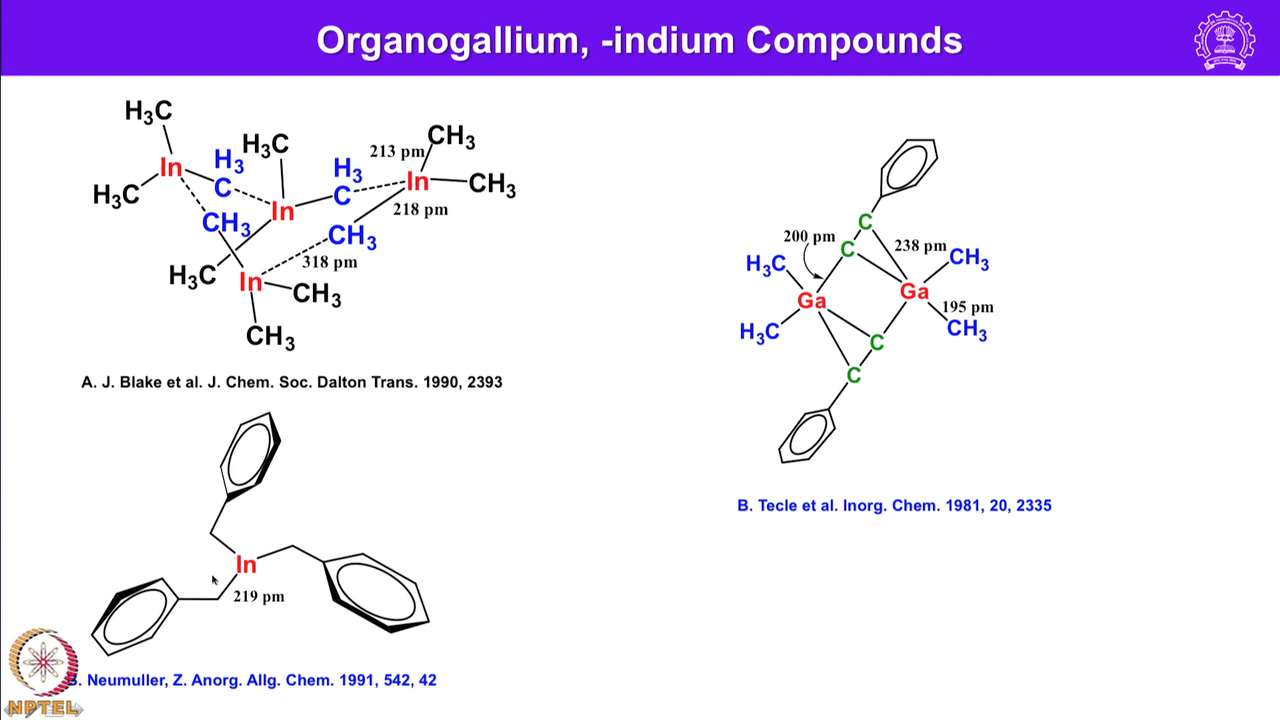 Organogallium, -indium Compounds
H₃C
H₃C
In
H₃
C
H₃C
In
H₃
C
213 pm
CH₃
In
CH₃
218 pm
CH₃
CH₃
318 pm
H₃C
In
CH₃
CH₃
A. J. Blake et al. J. Chem. Soc. Dalton Trans. 1990, 2393
In
219 pm
Neumuller, Z. Anorg. Allg. Chem. 1991, 542, 42
NPTEL
C
200 pm
C
238 pm
CH₃
H₃C
Ga
Ga
195 pm
H₃C
CH₃
C
C
B. Tecle et al. Inorg. Chem. 1981, 20, 2335